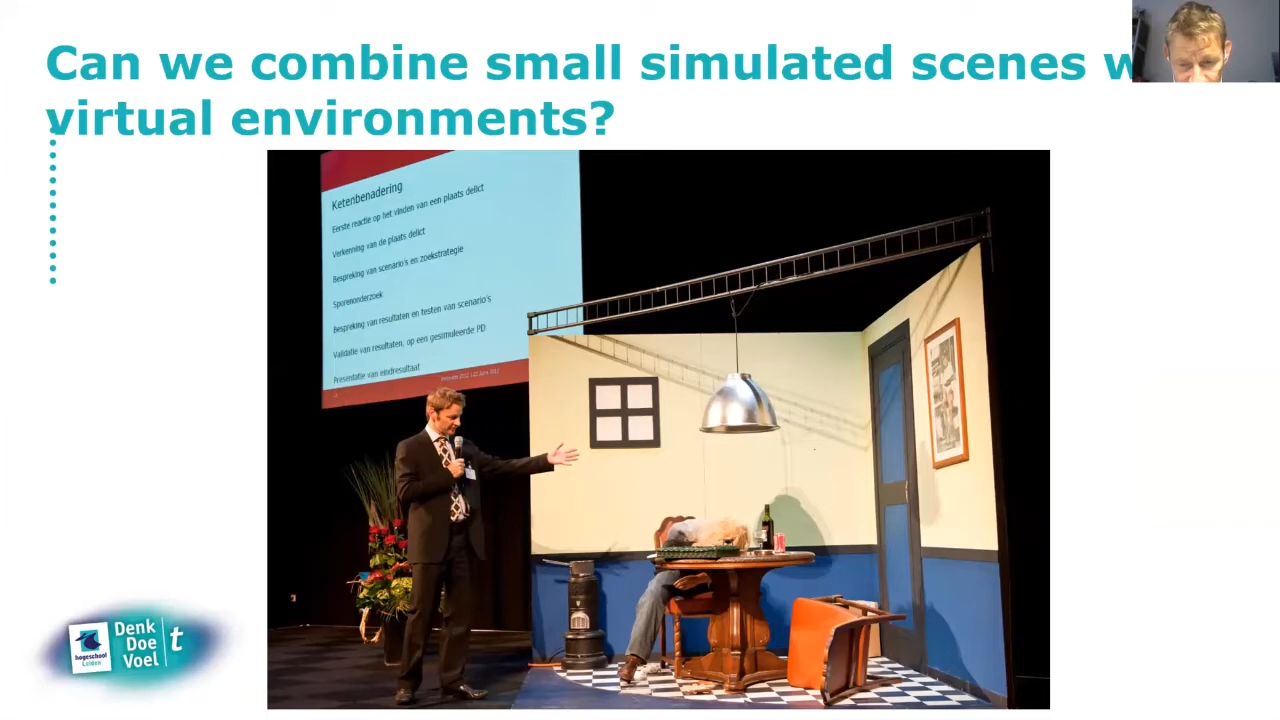 Can we combine small simulated scenes w
virtual environments?
Ketenbenadering
Eerste reactie op het vinden van een plaats delict
Verkenning van de plaats delict
Bespreking van scenario's en zoekstrategie
Sporenonderzoek
Bespreking van resultaten en testen van scenario's
Validatie van resultaten, op een gesimuleerde PD
Presentatie van eindresultaat
hogeschool
Leiden
Denk
Doe
Voel
t